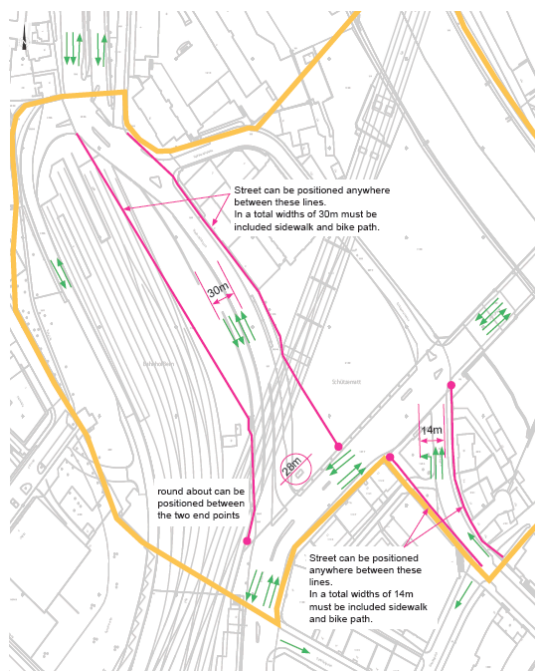 Street can be positioned anywhere
between these lines.
In a total widths of 30m must be
included sidewalk and bike path.
30m
14m
28m
round about can be
positioned between
the two end points
Street can be positioned
anywhere between these
lines.
In a total widths of 14m
must be included sidewalk
and bike path.